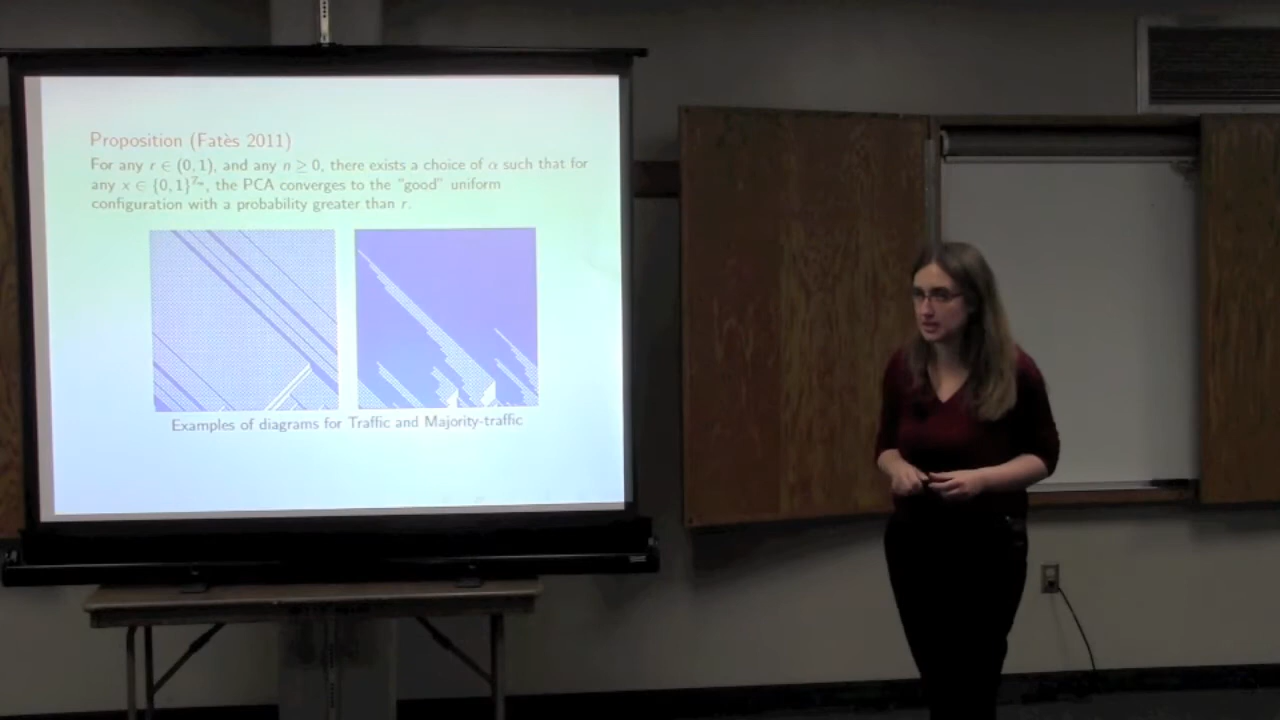 Proposition (Fatès 2011)
For any r ∈ (0, 1), and any n ≥ 0, there exists a choice of α such that for
any x ∈ {0, 1}^ℤₙ, the PCA converges to the "good" uniform
configuration with a probability greater than r.
Examples of diagrams for Traffic and Majority-traffic